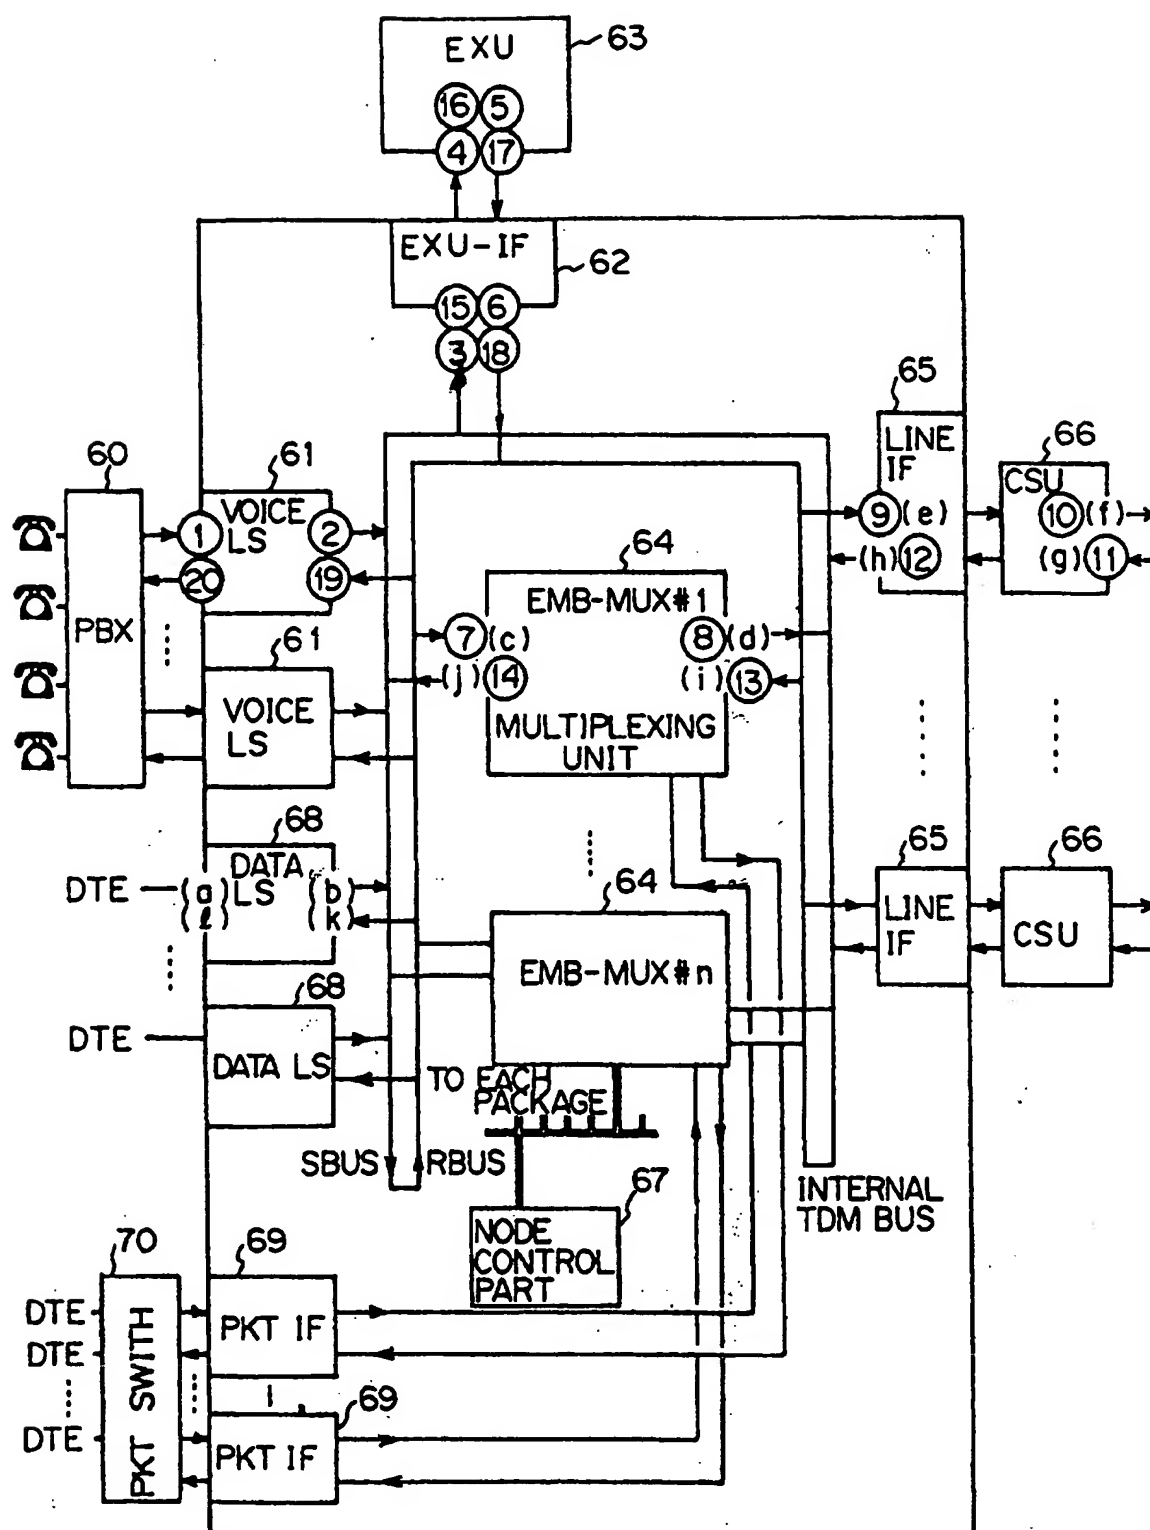 EXU
63
16 5
4 17
EXU-IF
62
15 6
3 18
65
LINE
IF
66
CSU
60
61
VOICE
LS
1
2
20
19
9 (e)
(h) 12
10 (f)
(g) 11
64
EMB-MUX#1
7 (c)
8 (d)
(j) 14
(i) 13
MULTIPLEXING
UNIT
PBX
61
VOICE
LS
68
DATA
LS
DTE
(a
(l)
(b
(k)
64
EMB-MUX#n
65
LINE
IF
66
CSU
68
DTE
DATA LS
TO EACH
PACKAGE
SBUS
RBUS
67
NODE
CONTROL
PART
INTERNAL
TDM BUS
70
69
DTE
DTE
DTE
PKT SWITH
PKT IF
69
PKT IF